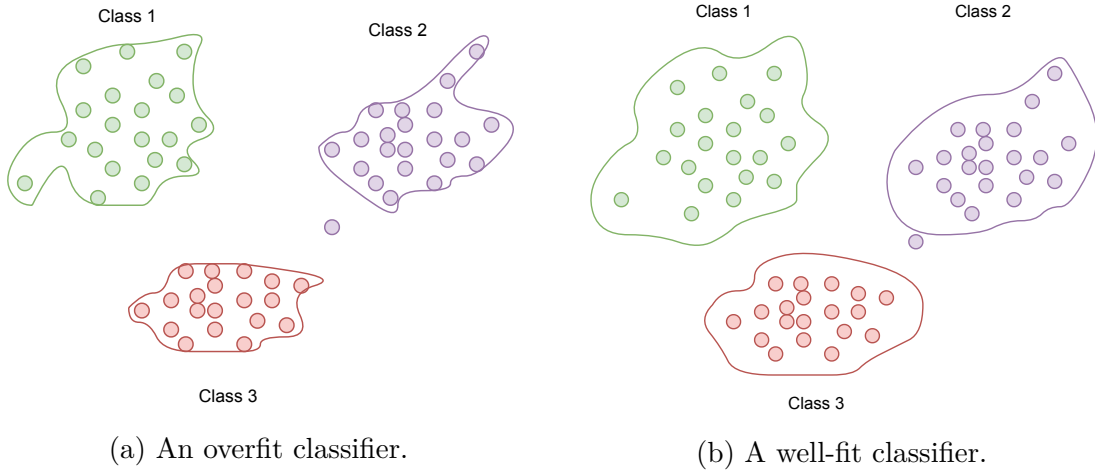 Class 1
Class 2
Class 3
(a) An overfit classifier.
Class 1
Class 2
Class 3
(b) A well-fit classifier.